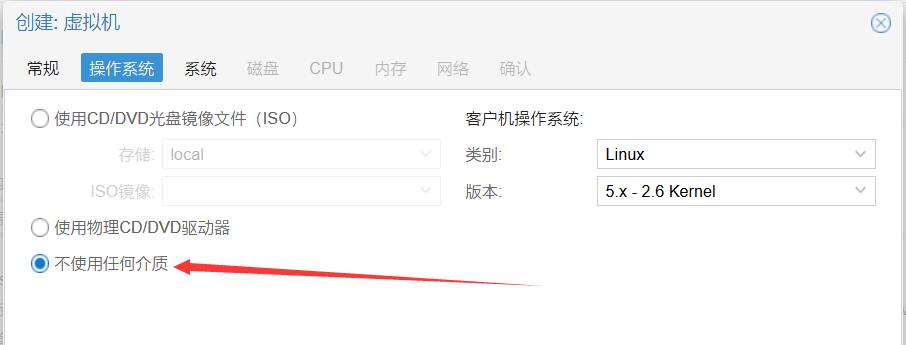 创建: 虚拟机
常规 操作系统 系统 磁盘 CPU 内存 网络 确认
使用CD/DVD光盘镜像文件（ISO） 客户机操作系统:
存储: local 类别: Linux
ISO镜像: 版本: 5.x - 2.6 Kernel
使用物理CD/DVD驱动器
不使用任何介质